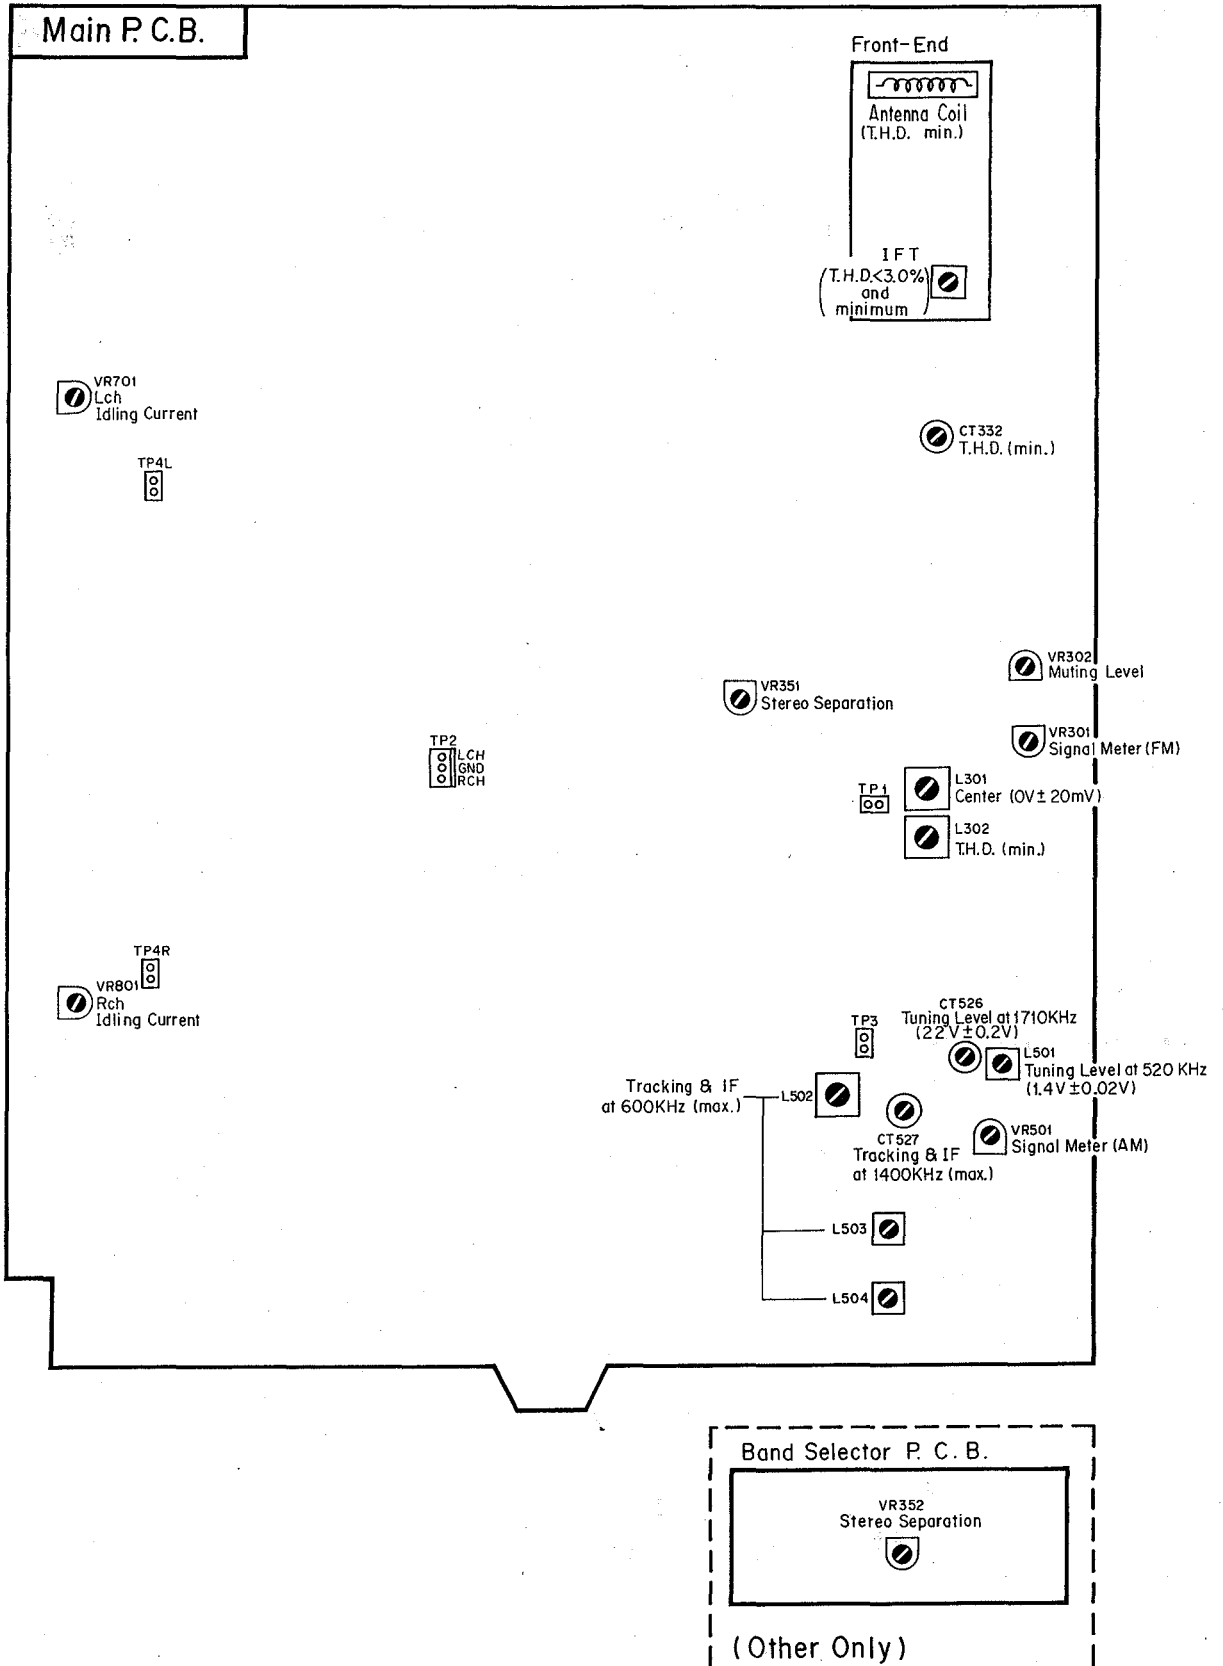 Main P.C.B.
Front-End
Antenna Coil
(T.H.D. min.)
IFT
(T.H.D.<3.0%
and
minimum)
VR701
Lch
Idling Current
CT332
T.H.D. (min.)
TP4L
VR302
Muting Level
VR351
Stereo Separation
VR301
Signal Meter (FM)
TP2
LCH
GND
RCH
TP1
L301
Center (0V±20mV)
L302
T.H.D. (min.)
TP4R
VR801
Rch
Idling Current
CT526
Tuning Level at 1710KHz
(22V±0.2V)
TP3
L501
Tuning Level at 520 KHz
(1.4V±0.02V)
Tracking & IF
at 600KHz (max.)
L502
CT527
Tracking & IF
at 1400KHz (max.)
VR501
Signal Meter (AM)
L503
L504
Band Selector P.C.B.
VR352
Stereo Separation
(Other Only)